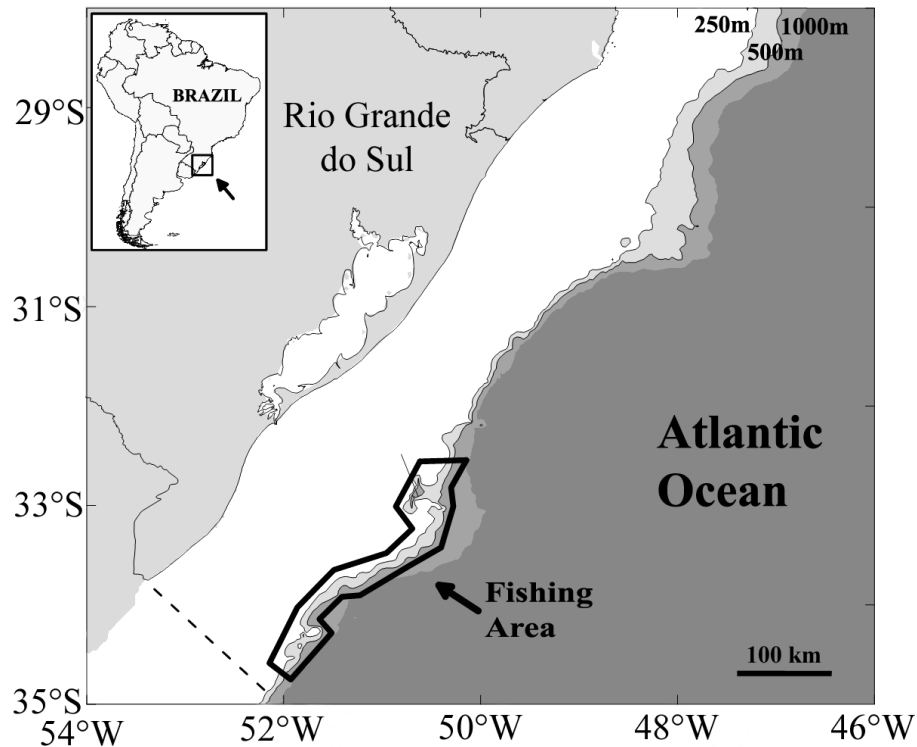 BRAZIL
250m
1000m
500m
Rio Grande
do Sul
Atlantic
Ocean
Fishing
Area
100 km
29°S
31°S
33°S
35°S
54°W
52°W
50°W
48°W
46°W